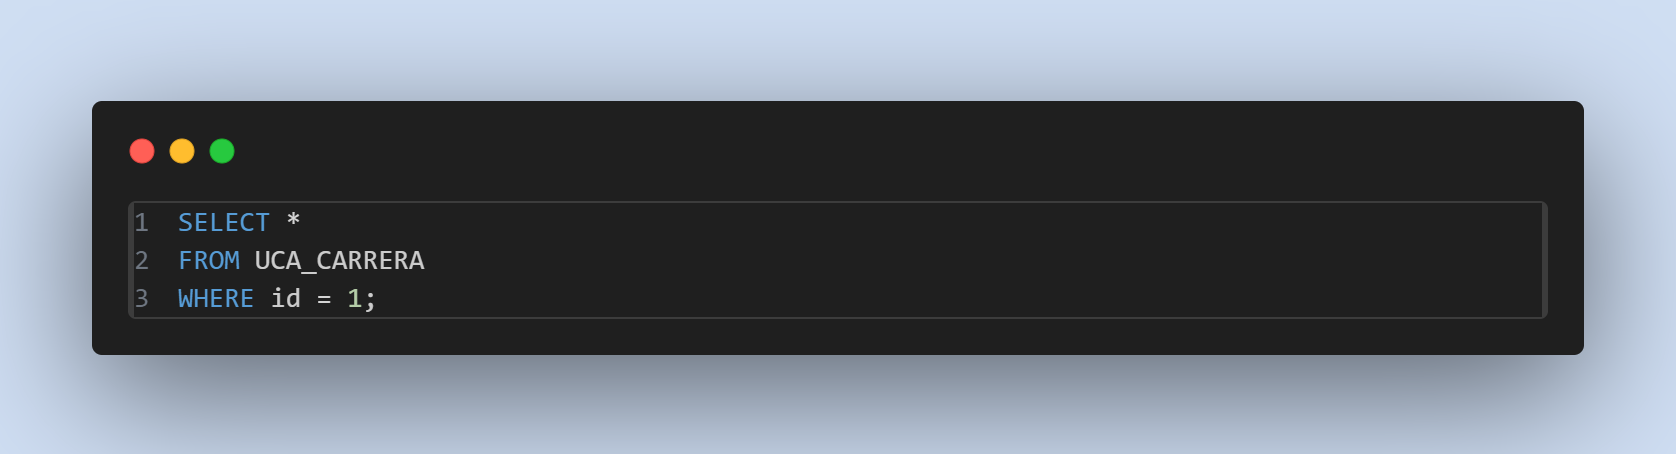 1 SELECT *
2 FROM UCA_CARRERA
3 WHERE id = 1;